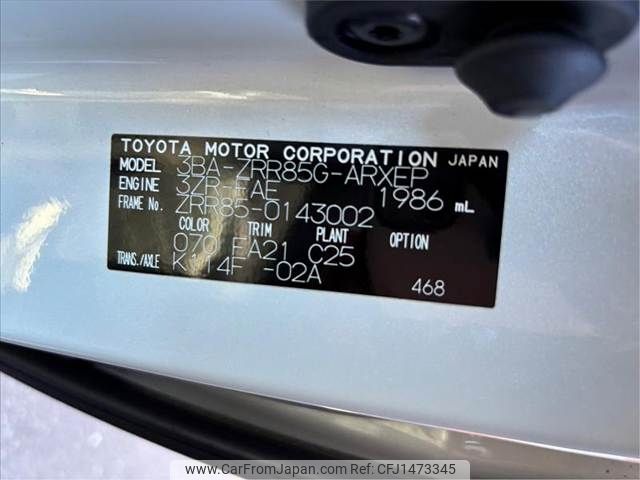 TOYOTA MOTOR CORPORATION JAPAN
MODEL 3BA-ZRR85G-ARXEP
ENGINE 3ZR-FAE 1986 mL
FRAME No. ZRR85-0143002
COLOR TRIM PLANT OPTION
070 FA21 C25
TRANS./AXLE K114F -02A
468
www.CarFromJapan.com - CFJ1473345